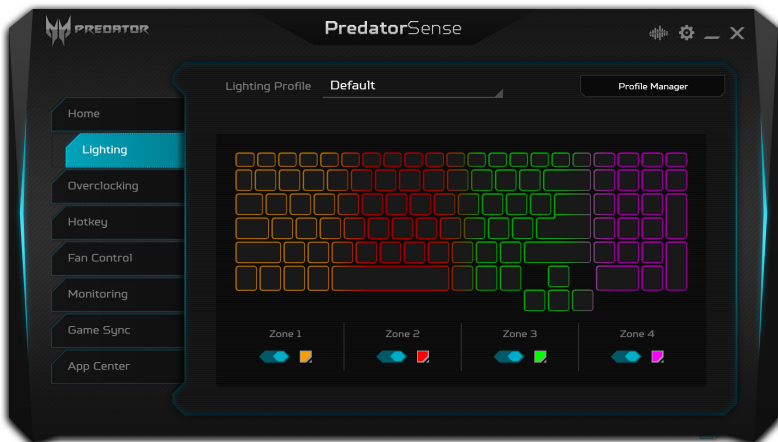 PREDATOR
PredatorSense
Lighting Profile Default
Profile Manager
Home
Lighting
Overclocking
Hotkey
Fan Control
Monitoring
Game Sync
App Center
Zone 1
Zone 2
Zone 3
Zone 4